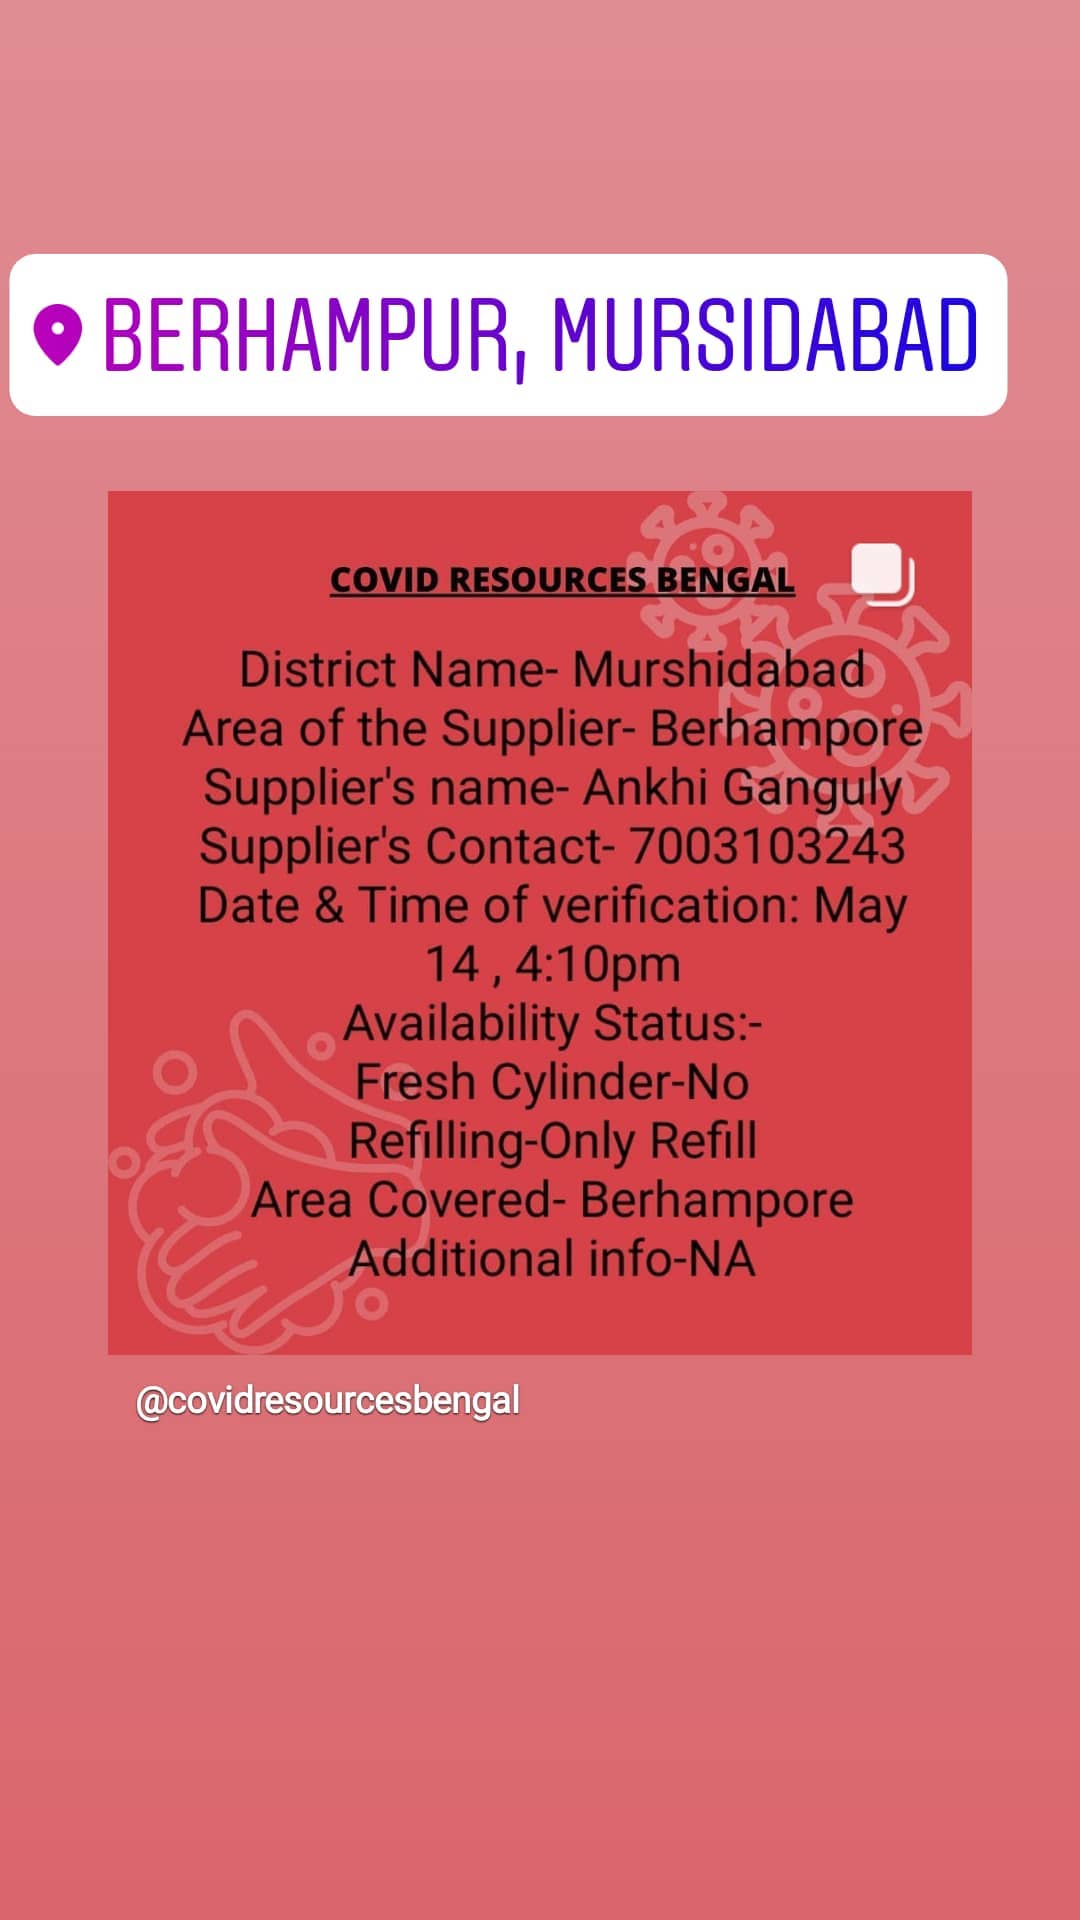 BERHAMPUR, MURSIDABAD
COVID RESOURCES BENGAL
District Name- Murshidabad
Area of the Supplier- Berhampore
Supplier's name- Ankhi Ganguly
Supplier's Contact- 7003103243
Date & Time of verification: May
14 , 4:10pm
Availability Status:-
Fresh Cylinder-No
Refilling-Only Refill
Area Covered- Berhampore
Additional info-NA
@covidresourcesbengal